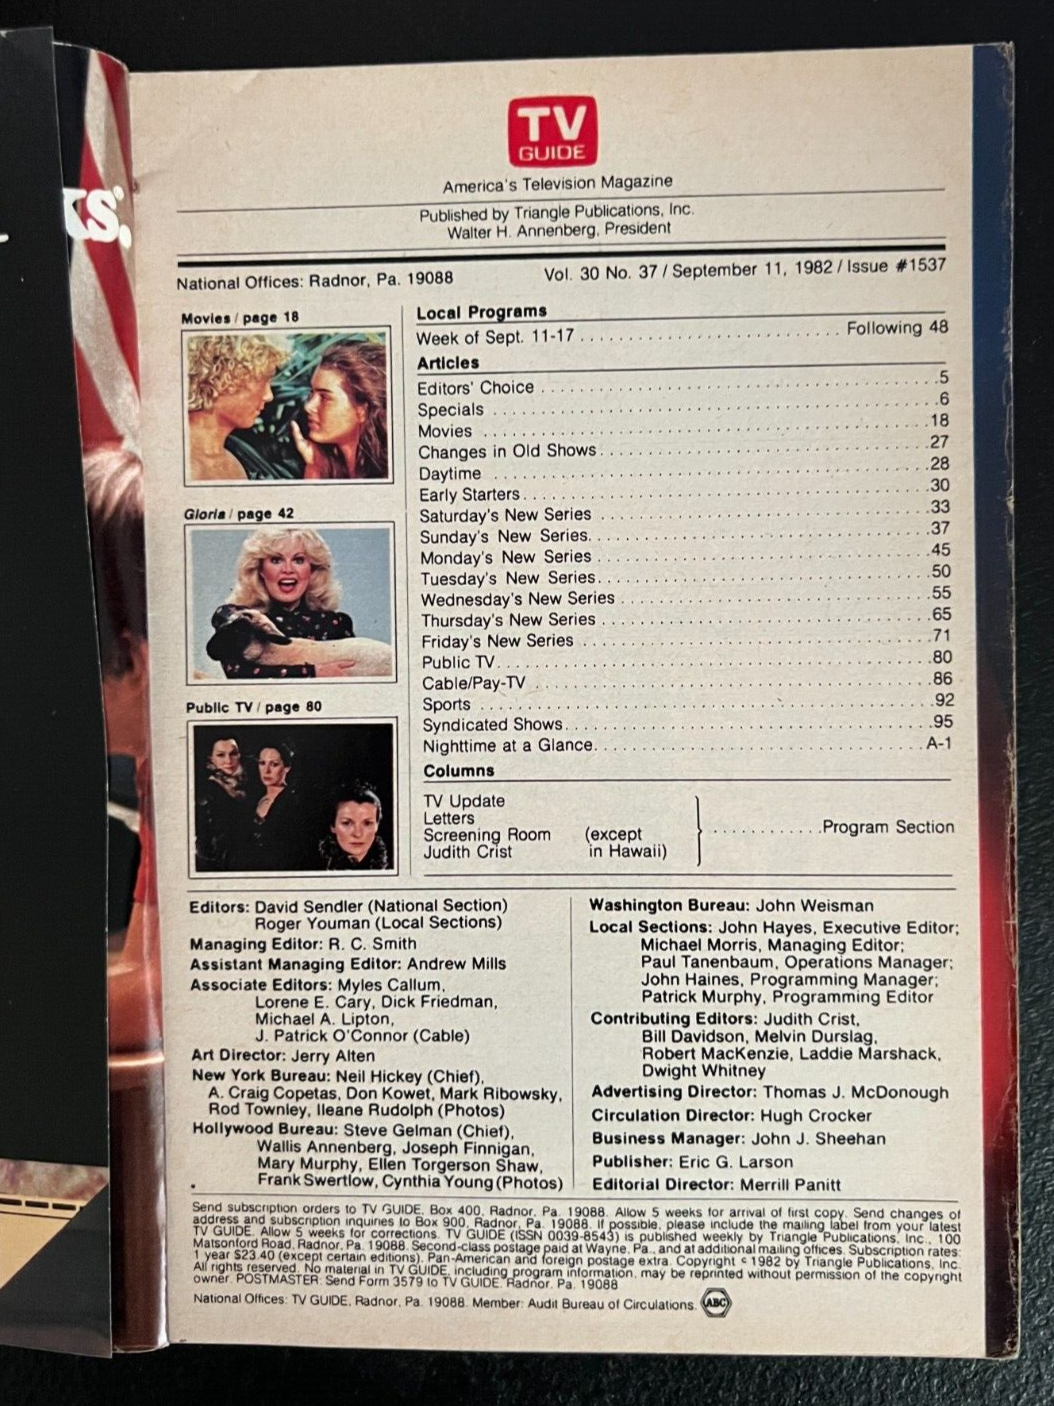 KS.
TV
GUIDE
America's Television Magazine
Published by Triangle Publications, Inc.
Walter H. Annenberg, President
National Offices: Radnor, Pa. 19088
Vol. 30 No. 37 / September 11, 1982 / Issue #1537
Movies / page 18
Gloria / page 42
Public TV / page 80
Local Programs
Week of Sept. 11-17 . . . . . . . . . . Following 48
Articles
Editors' Choice . . . . . . . . . . 5
Specials . . . . . . . . . . 6
Movies . . . . . . . . . . 18
Changes in Old Shows . . . . . . . . . . 27
Daytime . . . . . . . . . . 28
Early Starters . . . . . . . . . . 30
Saturday's New Series . . . . . . . . . . 33
Sunday's New Series . . . . . . . . . . 37
Monday's New Series . . . . . . . . . . 45
Tuesday's New Series . . . . . . . . . . 50
Wednesday's New Series . . . . . . . . . . 55
Thursday's New Series . . . . . . . . . . 65
Friday's New Series . . . . . . . . . . 71
Public TV . . . . . . . . . . 80
Cable/Pay-TV . . . . . . . . . . 86
Sports . . . . . . . . . . 92
Syndicated Shows . . . . . . . . . . 95
Nighttime at a Glance . . . . . . . . . . A-1
Columns
TV Update
Letters
Screening Room (except
Judith Crist in Hawaii)
. . . . . . . . . . Program Section
Editors: David Sendler (National Section)
Roger Youman (Local Sections)
Managing Editor: R. C. Smith
Assistant Managing Editor: Andrew Mills
Associate Editors: Myles Callum,
Lorene E. Cary, Dick Friedman,
Michael A. Lipton,
J. Patrick O'Connor (Cable)
Art Director: Jerry Alten
New York Bureau: Neil Hickey (Chief),
A. Craig Copetas, Don Kowet, Mark Ribowsky,
Rod Townley, Ileane Rudolph (Photos)
Hollywood Bureau: Steve Gelman (Chief),
Wallis Annenberg, Joseph Finnigan,
Mary Murphy, Ellen Torgerson Shaw,
Frank Swertlow, Cynthia Young (Photos)
Washington Bureau: John Weisman
Local Sections: John Hayes, Executive Editor;
Michael Morris, Managing Editor;
Paul Tanenbaum, Operations Manager;
John Haines, Programming Manager;
Patrick Murphy, Programming Editor
Contributing Editors: Judith Crist,
Bill Davidson, Melvin Durslag,
Robert MacKenzie, Laddie Marshack,
Dwight Whitney
Advertising Director: Thomas J. McDonough
Circulation Director: Hugh Crocker
Business Manager: John J. Sheehan
Publisher: Eric G. Larson
Editorial Director: Merrill Panitt
Send subscription orders to TV GUIDE, Box 400, Radnor, Pa. 19088. Allow 5 weeks for arrival of first copy. Send changes of
address and subscription inquiries to Box 900, Radnor, Pa. 19088. If possible, please include the mailing label from your latest
TV GUIDE. Allow 5 weeks for corrections. TV GUIDE (ISSN 0039-8543) is published weekly by Triangle Publications, Inc., 100
Matsonford Road, Radnor, Pa. 19088. Second-class postage paid at Wayne, Pa., and at additional mailing offices. Subscription rates:
1 year $23.40 (except certain editions). Pan-American and foreign postage extra. Copyright © 1982 by Triangle Publications, Inc.
All rights reserved. No material in TV GUIDE, including program information, may be reprinted without permission of the copyright
owner. POSTMASTER: Send Form 3579 to TV GUIDE, Radnor, Pa. 19088
National Offices: TV GUIDE, Radnor, Pa. 19088. Member: Audit Bureau of Circulations. ABC